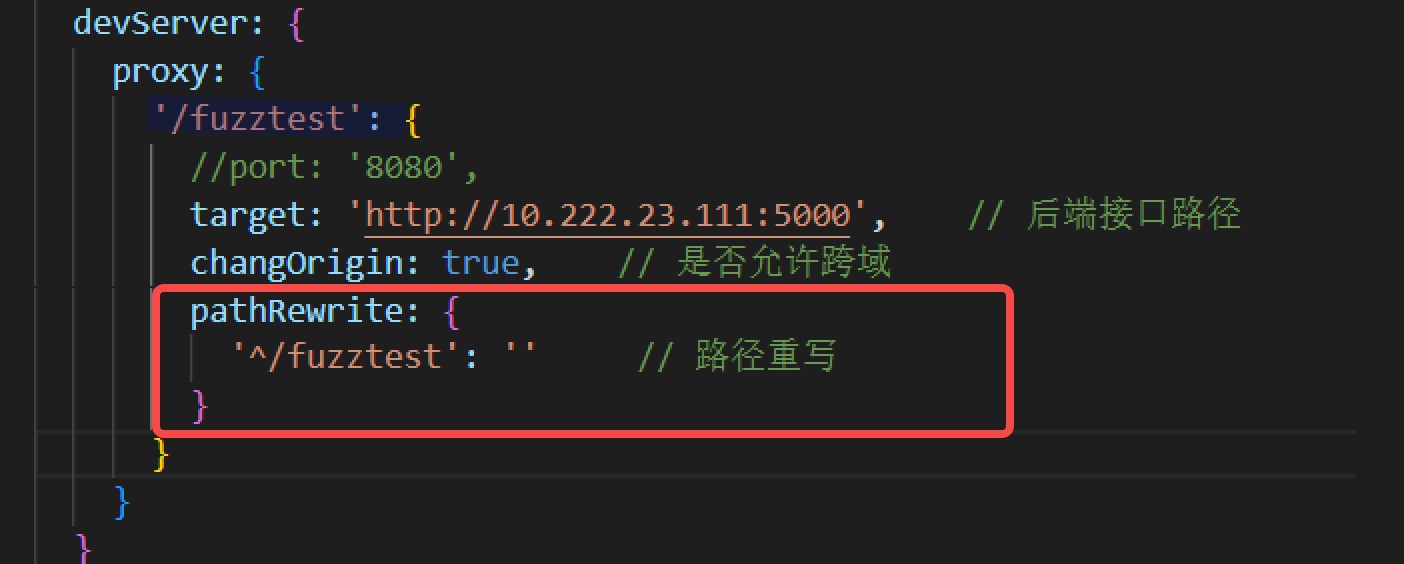 devServer: {
proxy: {
'/fuzztest': {
//port: '8080',
target: 'http://10.222.23.111:5000', // 后端接口路径
changOrigin: true, // 是否允许跨域
pathRewrite: {
'^/fuzztest': '' // 路径重写
}
}
}
}